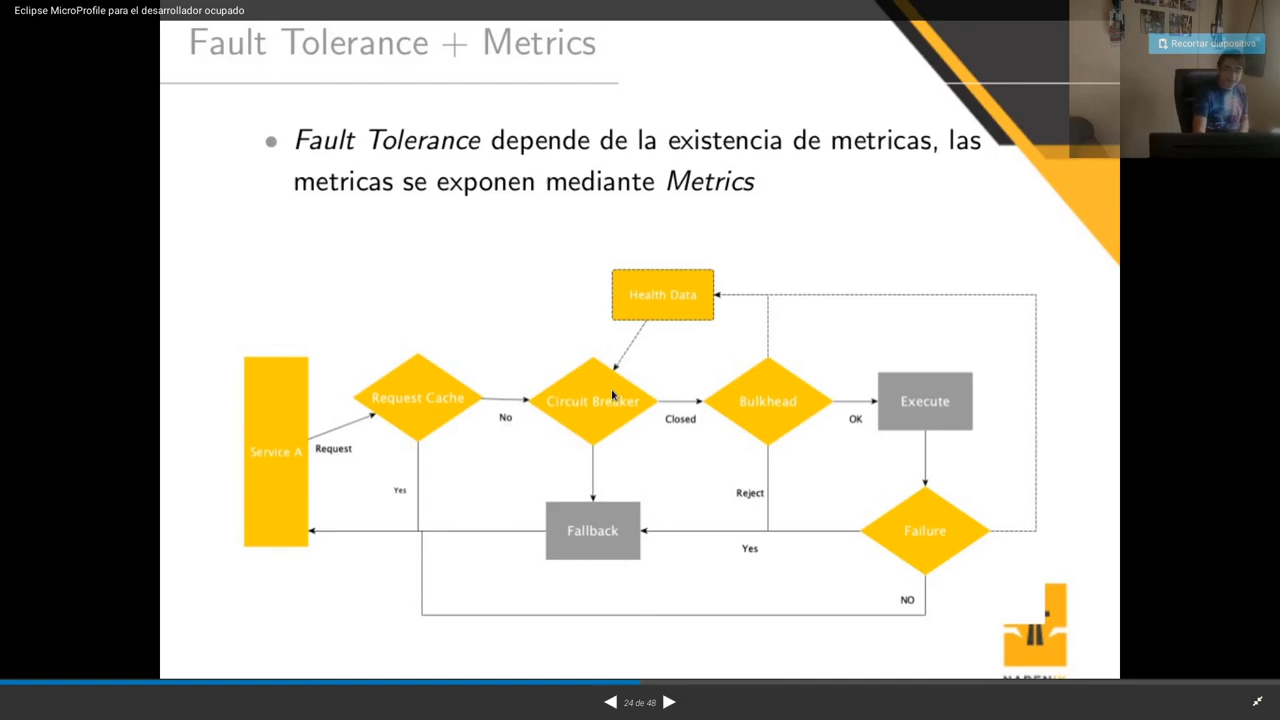 Eclipse MicroProfile para el desarrollador ocupado
Recortar diapositiva
Fault Tolerance + Metrics
Fault Tolerance depende de la existencia de metricas, las
metricas se exponen mediante Metrics
Health Data
Request Cache
Circuit Breaker
Bulkhead
Execute
No
Closed
OK
Service A
Request
Yes
Reject
Fallback
Failure
Yes
NO
24 de 48